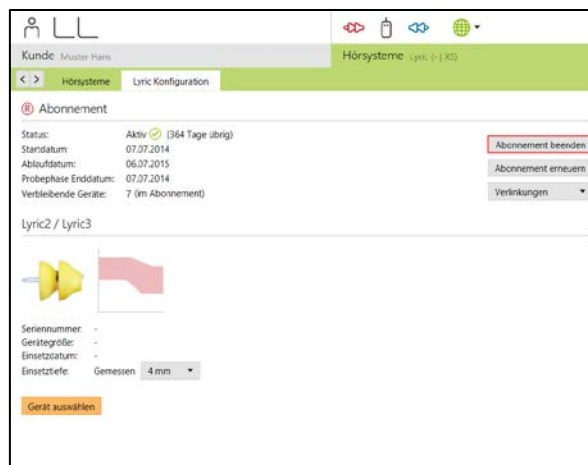 Kunde Muster Hans
Hörsysteme Lyric (- | XS)
Hörsysteme Lyric Konfiguration
R Abonnement
Status: Aktiv (364 Tage übrig)
Startdatum: 07.07.2014
Ablaufdatum: 06.07.2015
Probephase Enddatum: 07.07.2014
Verbleibende Geräte: 7 (im Abonnement)
Abonnement beenden
Abonnement erneuern
Verlinkungen
Lyric2 / Lyric3
Seriennummer: -
Gerätegröße: -
Einsetzdatum: -
Einsetztiefe: Gemessen 4 mm
Gerät auswählen